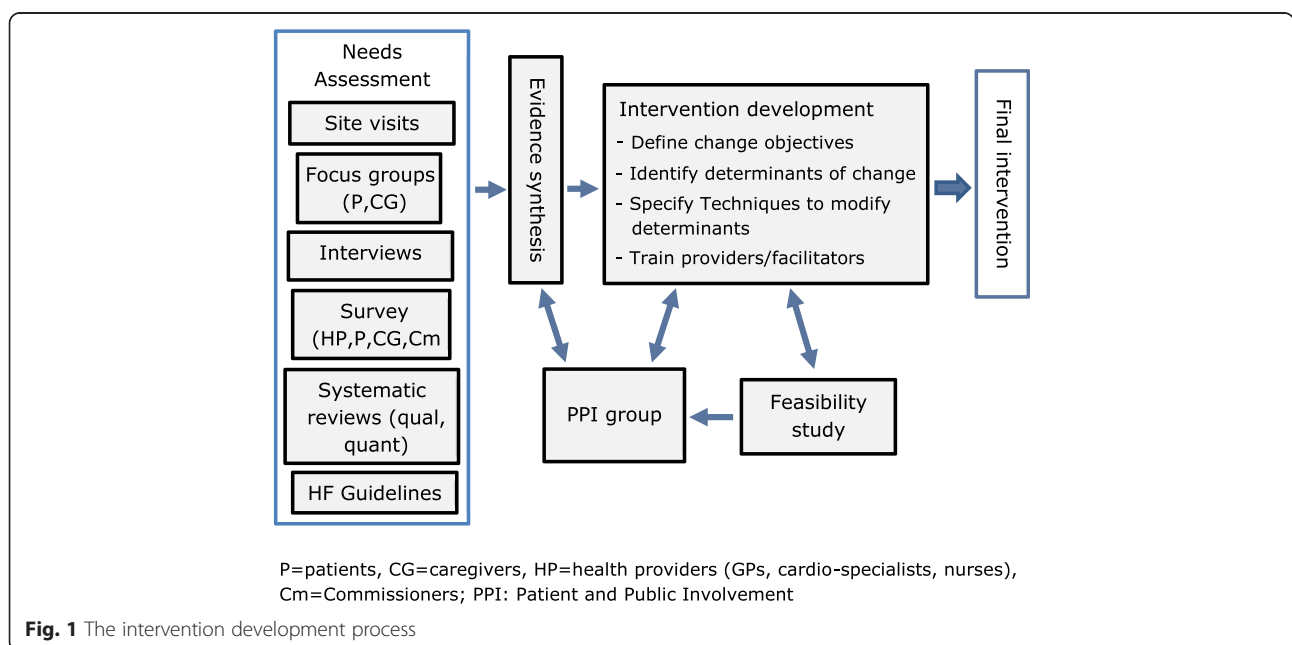 Needs
Assessment
Site visits
Focus groups
(P,CG)
Interviews
Survey
(HP,P,CG,Cm
Systematic
reviews (qual,
quant)
HF Guidelines
Evidence synthesis
Intervention development
- Define change objectives
- Identify determinants of change
- Specify Techniques to modify
determinants
- Train providers/facilitators
Final intervention
PPI group
Feasibility
study
P=patients, CG=caregivers, HP=health providers (GPs, cardio-specialists, nurses),
Cm=Commissioners; PPI: Patient and Public Involvement
Fig. 1 The intervention development process